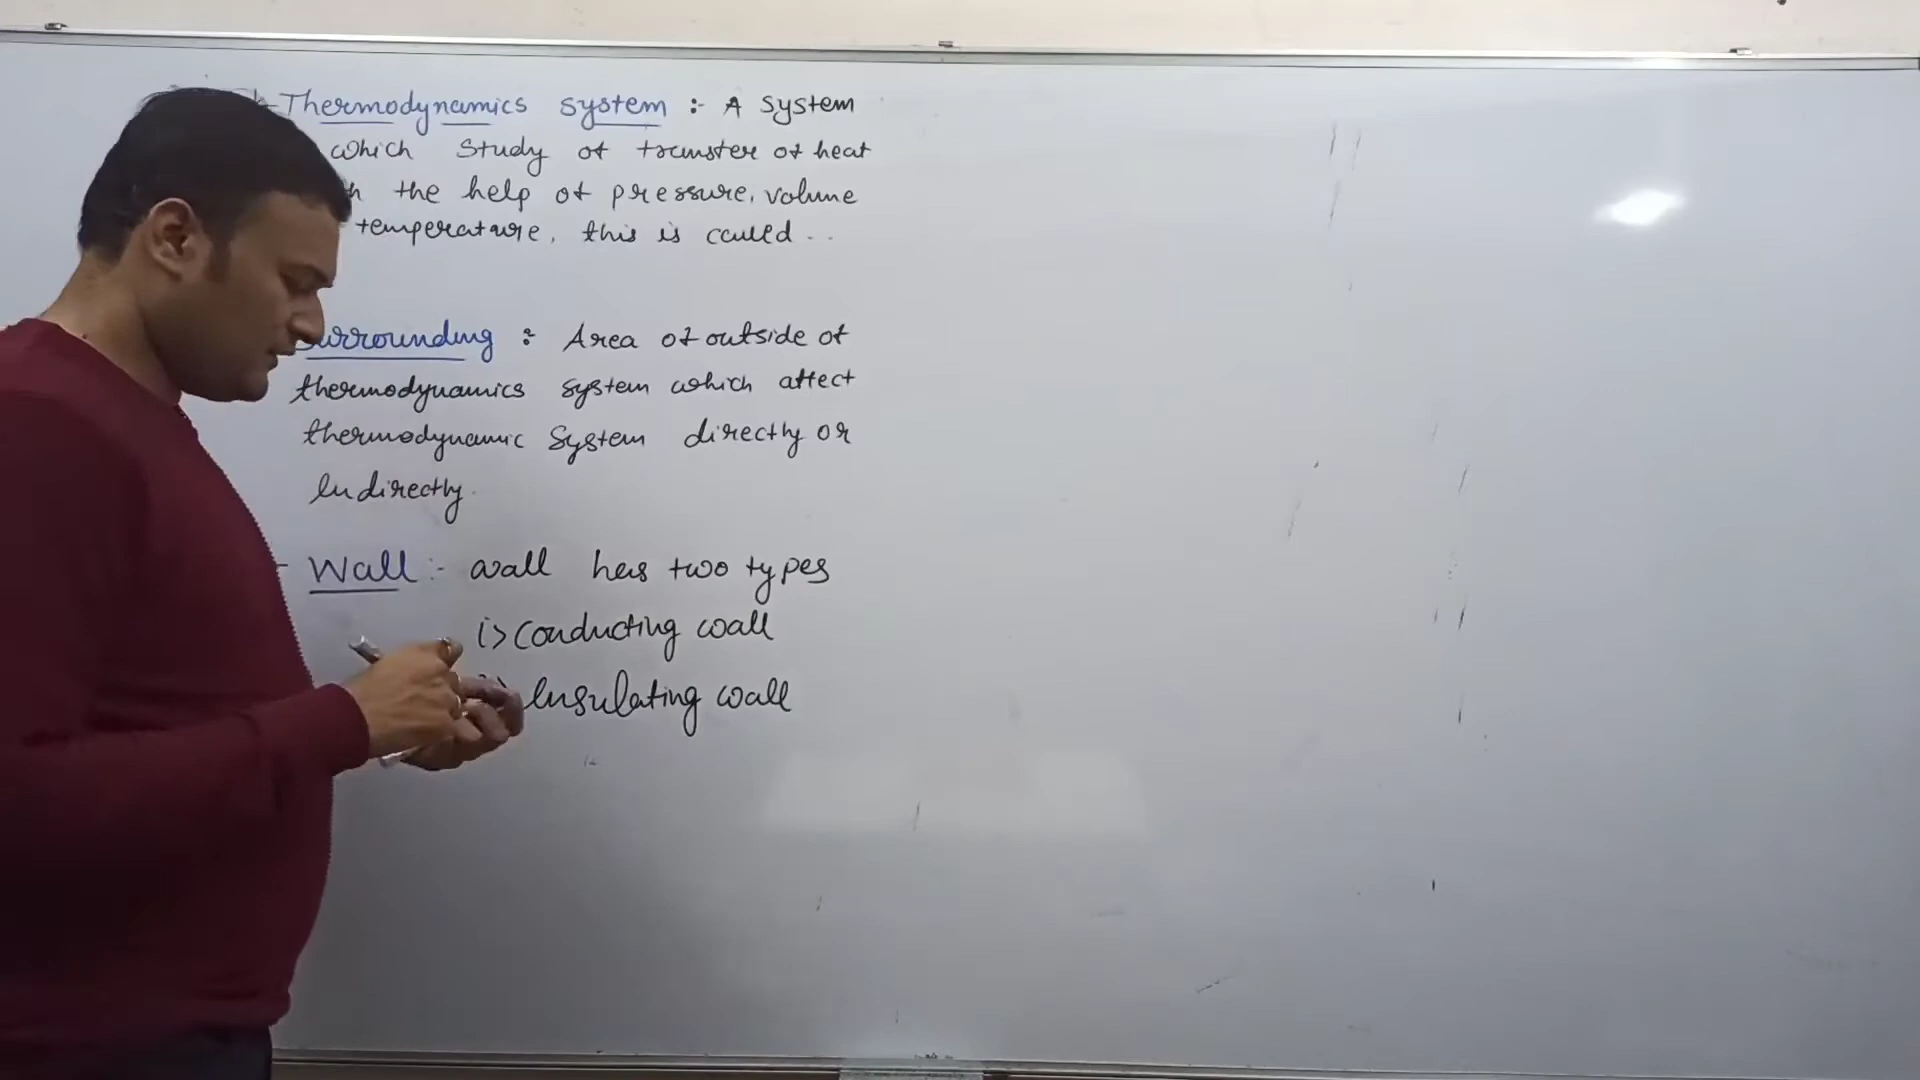 Thermodynamics system :- A system
which study of transfer of heat
the help of pressure, volume
temperature, this is called ..
Surrounding : Area of outside of
thermodynamics system which affect
thermodynamic system directly or
Indirectly.
- Wall :- wall has two types
i> conducting wall
Insulating wall